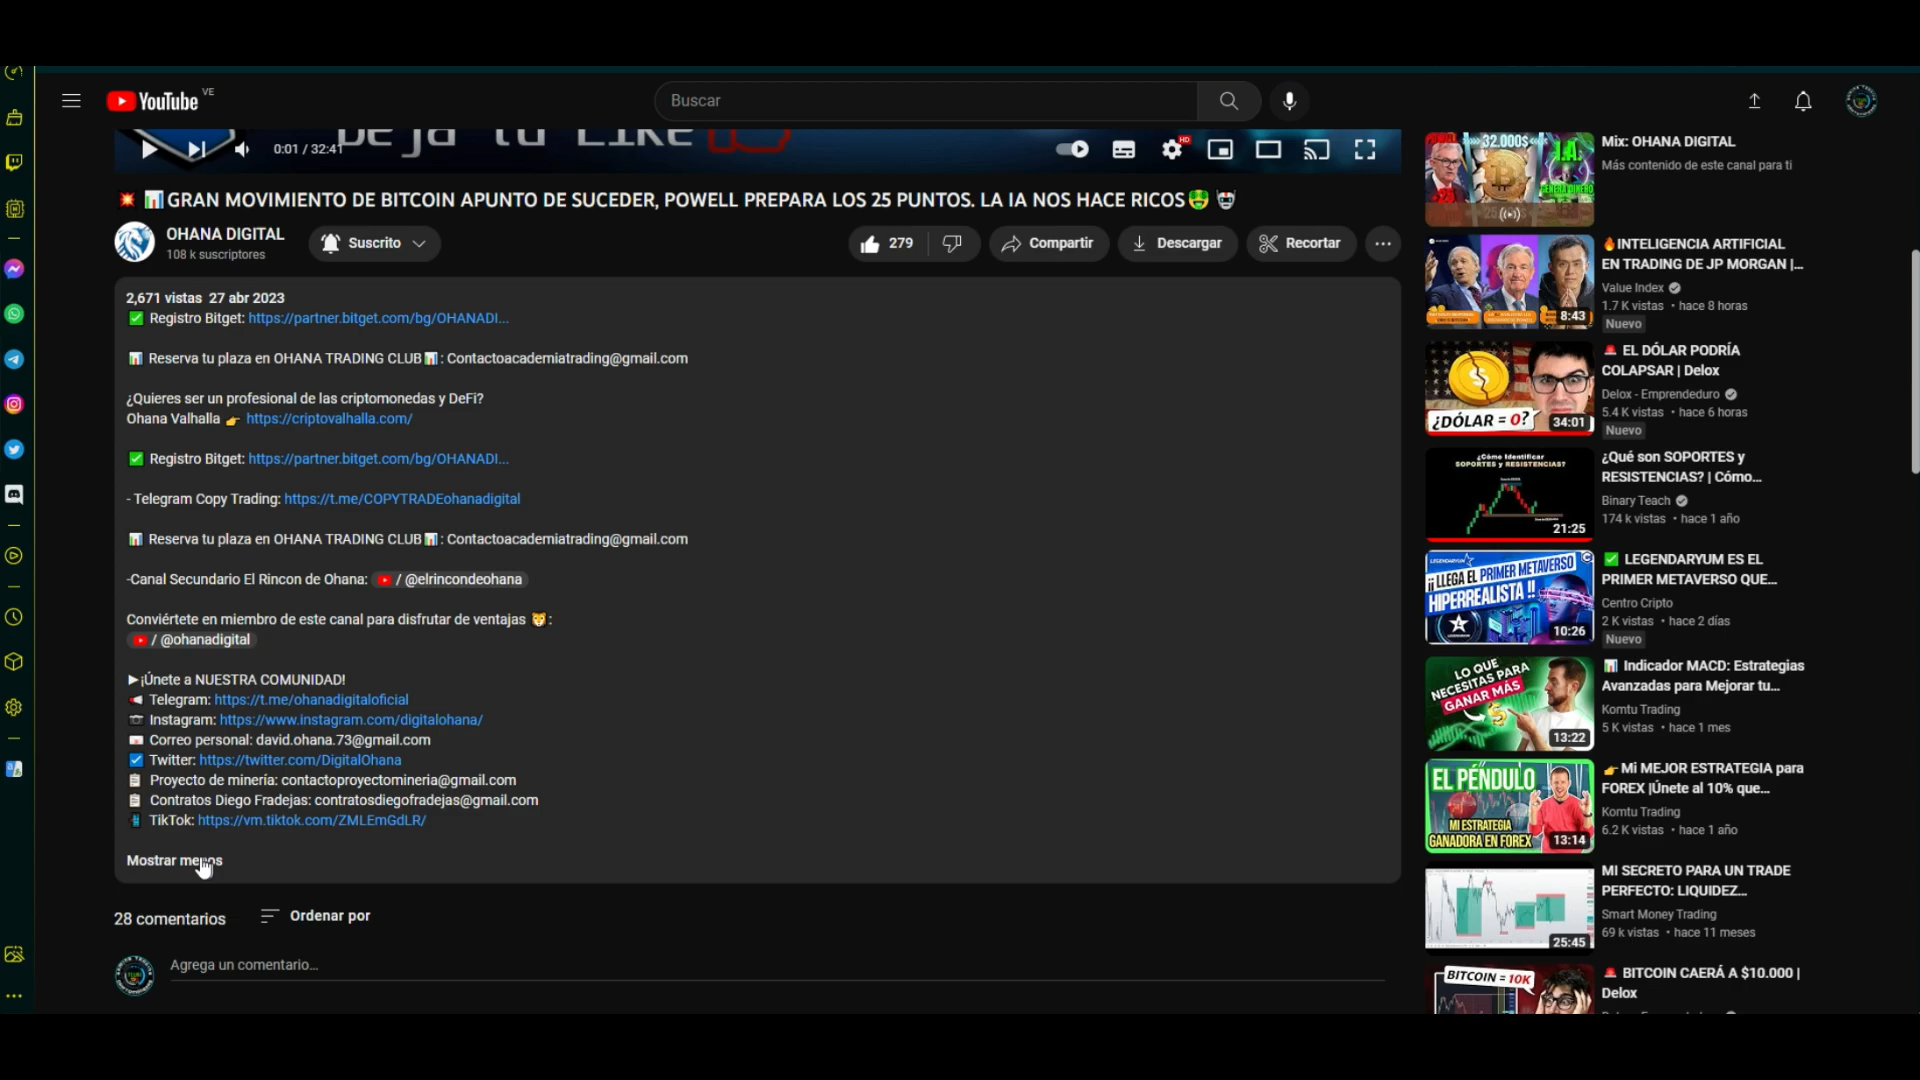 YouTube VE
Buscar
DEJA TU LIKE
0:01 / 32:41
HD
GRAN MOVIMIENTO DE BITCOIN APUNTO DE SUCEDER, POWELL PREPARA LOS 25 PUNTOS. LA IA NOS HACE RICOS
OHANA DIGITAL
108 k suscriptores
Suscrito
279
Compartir
Descargar
Recortar
2,671 vistas 27 abr 2023
✅ Registro Bitget: https://partner.bitget.com/bg/OHANADI...
📊 Reserva tu plaza en OHANA TRADING CLUB📊: Contactoacademiatrading@gmail.com
¿Quieres ser un profesional de las criptomonedas y DeFi?
Ohana Valhalla 👉 https://criptovalhalla.com/
✅ Registro Bitget: https://partner.bitget.com/bg/OHANADI...
- Telegram Copy Trading: https://t.me/COPYTRADEohanadigital
📊 Reserva tu plaza en OHANA TRADING CLUB📊: Contactoacademiatrading@gmail.com
-Canal Secundario El Rincon de Ohana: / @elrincondeohana
Conviértete en miembro de este canal para disfrutar de ventajas 🐯:
/ @ohanadigital
►¡Únete a NUESTRA COMUNIDAD!
Telegram: https://t.me/ohanadigitaloficial
Instagram: https://www.instagram.com/digitalohana/
Correo personal: david.ohana.73@gmail.com
Twitter: https://twitter.com/DigitalOhana
Proyecto de minería: contactoproyectomineria@gmail.com
Contratos Diego Fradejas: contratosdiegofradejas@gmail.com
TikTok: https://vm.tiktok.com/ZMLEmGdLR/
Mostrar menos
28 comentarios
Ordenar por
Agrega un comentario...
32.000$
I.A.
Mix: OHANA DIGITAL
Más contenido de este canal para ti
8:43
🔥INTELIGENCIA ARTIFICIAL
EN TRADING DE JP MORGAN |...
Value Index
1.7 K vistas • hace 8 horas
Nuevo
¿DÓLAR = 0?
34:01
🚨 EL DÓLAR PODRÍA
COLAPSAR | Delox
Delox - Emprendeduro
5.4 K vistas • hace 6 horas
Nuevo
¿Cómo Identificar
SOPORTES y RESISTENCIAS?
21:25
¿Qué son SOPORTES y
RESISTENCIAS? | Cómo...
Binary Teach
174 k vistas • hace 1 año
LEGENDARYUM
¡¡LLEGA EL PRIMER METAVERSO
HIPERREALISTA !!
10:26
✅ LEGENDARYUM ES EL
PRIMER METAVERSO QUE...
Centro Cripto
2 K vistas • hace 2 días
Nuevo
LO QUE
NECESITAS PARA
GANAR MÁS
13:22
📊 Indicador MACD: Estrategias
Avanzadas para Mejorar tu...
Komtu Trading
5 K vistas • hace 1 mes
EL PÉNDULO
MI ESTRATEGIA
GANADORA EN FOREX
13:14
👉Mi MEJOR ESTRATEGIA para
FOREX |Únete al 10% que...
Komtu Trading
6.2 K vistas • hace 1 año
25:45
MI SECRETO PARA UN TRADE
PERFECTO: LIQUIDEZ...
Smart Money Trading
69 k vistas • hace 11 meses
BITCOIN = 10K
🚨 BITCOIN CAERÁ A $10.000 |
Delox